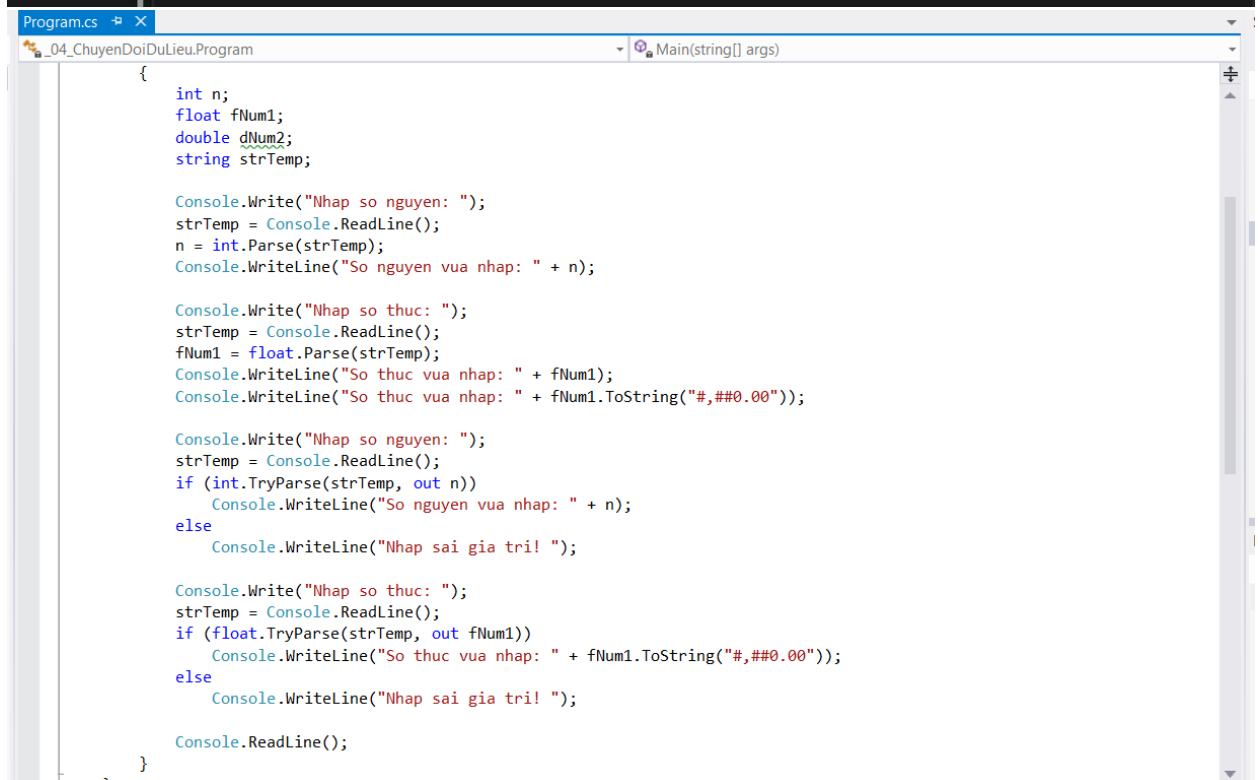 Program.cs
_04_ChuyenDoiDuLieu.Program Main(string[] args)
{
int n;
float fNum1;
double dNum2;
string strTemp;
Console.Write("Nhap so nguyen: ");
strTemp = Console.ReadLine();
n = int.Parse(strTemp);
Console.WriteLine("So nguyen vua nhap: " + n);
Console.Write("Nhap so thuc: ");
strTemp = Console.ReadLine();
fNum1 = float.Parse(strTemp);
Console.WriteLine("So thuc vua nhap: " + fNum1);
Console.WriteLine("So thuc vua nhap: " + fNum1.ToString("#,##0.00"));
Console.Write("Nhap so nguyen: ");
strTemp = Console.ReadLine();
if (int.TryParse(strTemp, out n))
Console.WriteLine("So nguyen vua nhap: " + n);
else
Console.WriteLine("Nhap sai gia tri! ");
Console.Write("Nhap so thuc: ");
strTemp = Console.ReadLine();
if (float.TryParse(strTemp, out fNum1))
Console.WriteLine("So thuc vua nhap: " + fNum1.ToString("#,##0.00"));
else
Console.WriteLine("Nhap sai gia tri! ");
Console.ReadLine();
}